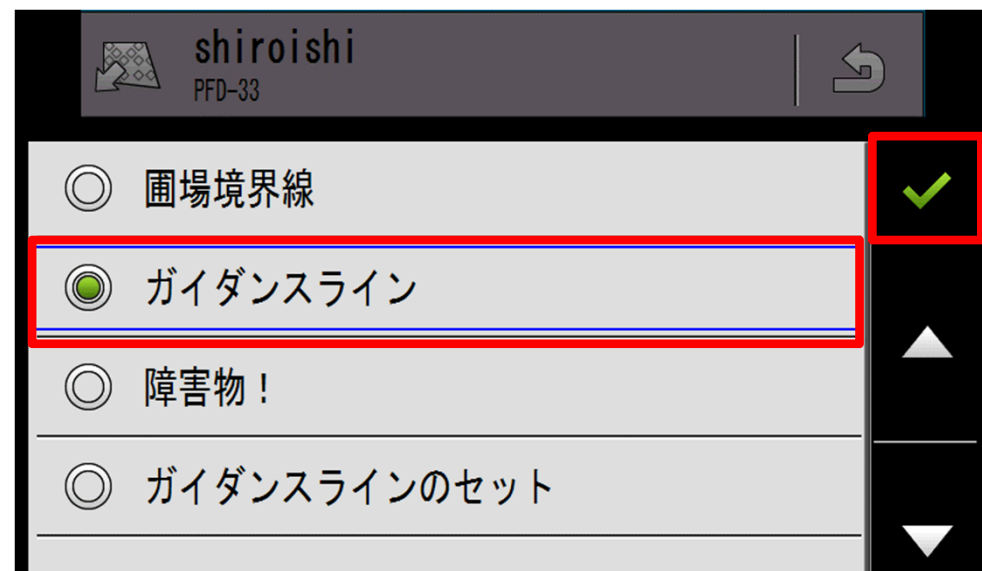 shiroishi
PFD-33
圃場境界線
ガイダンスライン
障害物！
ガイダンスラインのセット